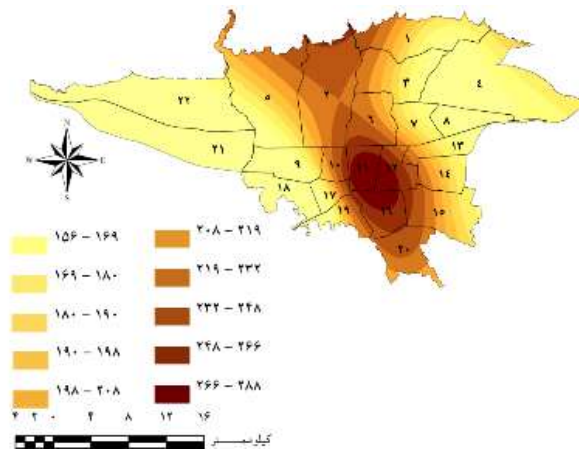 ۱
۲
۳
۴
۵
۶
۷
۸
۹
۱۰
۱۳
۱۴
۱۵
۱۷
۱۸
۱۹
۲۰
۲۱
۲۲
N
E
S
۱۵۶ – ۱۶۹
۱۶۹ – ۱۸۰
۱۸۰ – ۱۹۰
۱۹۰ – ۱۹۸
۱۹۸ – ۲۰۸
۲۰۸ – ۲۱۹
۲۱۹ – ۲۳۲
۲۳۲ – ۲۴۸
۲۴۸ – ۲۶۶
۲۶۶ – ۲۸۸
۴ ۲ ۰ ۴ ۸ ۱۲ ۱۶
کیلومتر